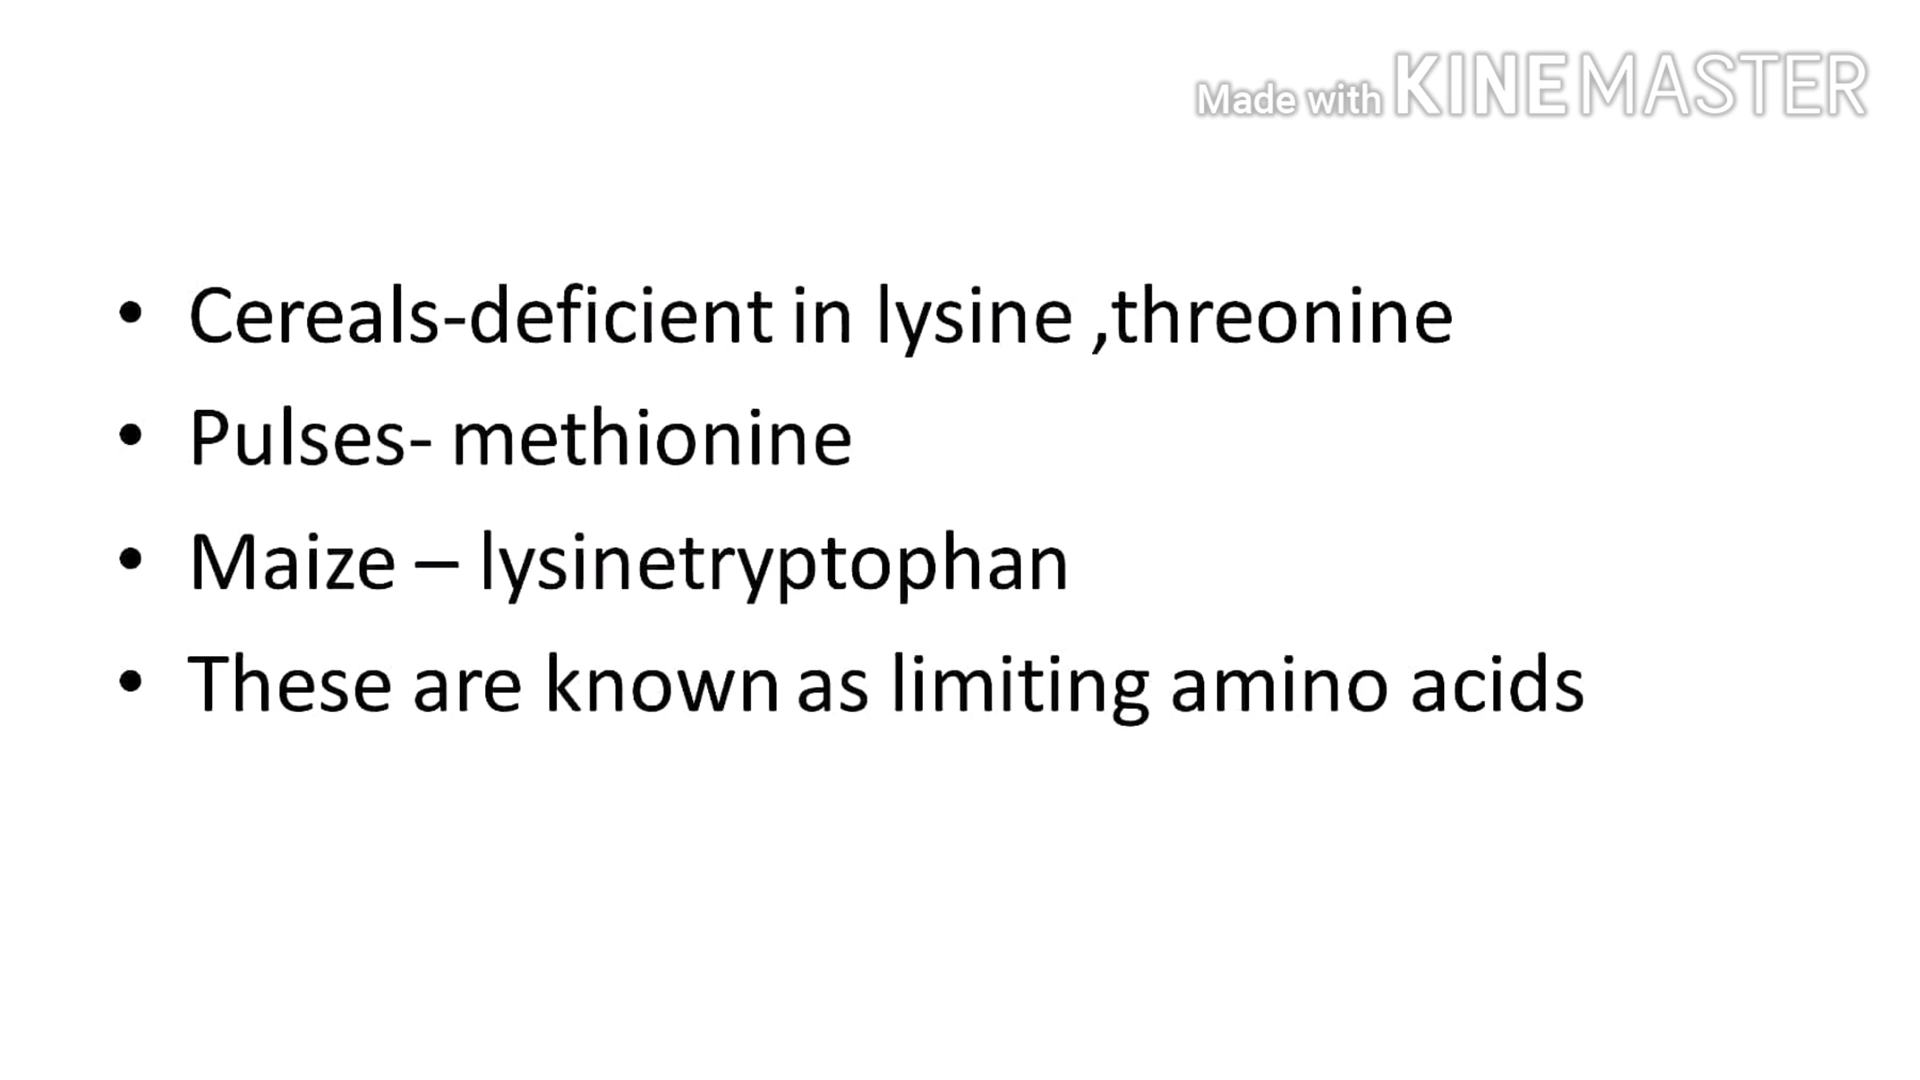 Made with KINEMASTER
• Cereals-deficient in lysine ,threonine
• Pulses- methionine
• Maize – lysinetryptophan
• These are known as limiting amino acids